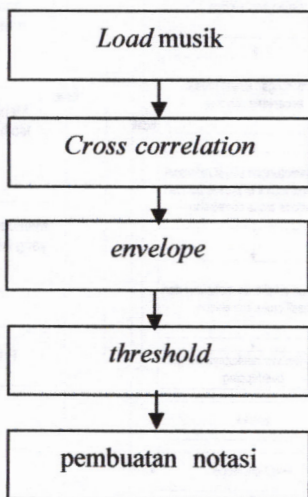 Load musik
Cross correlation
envelope
threshold
pembuatan notasi